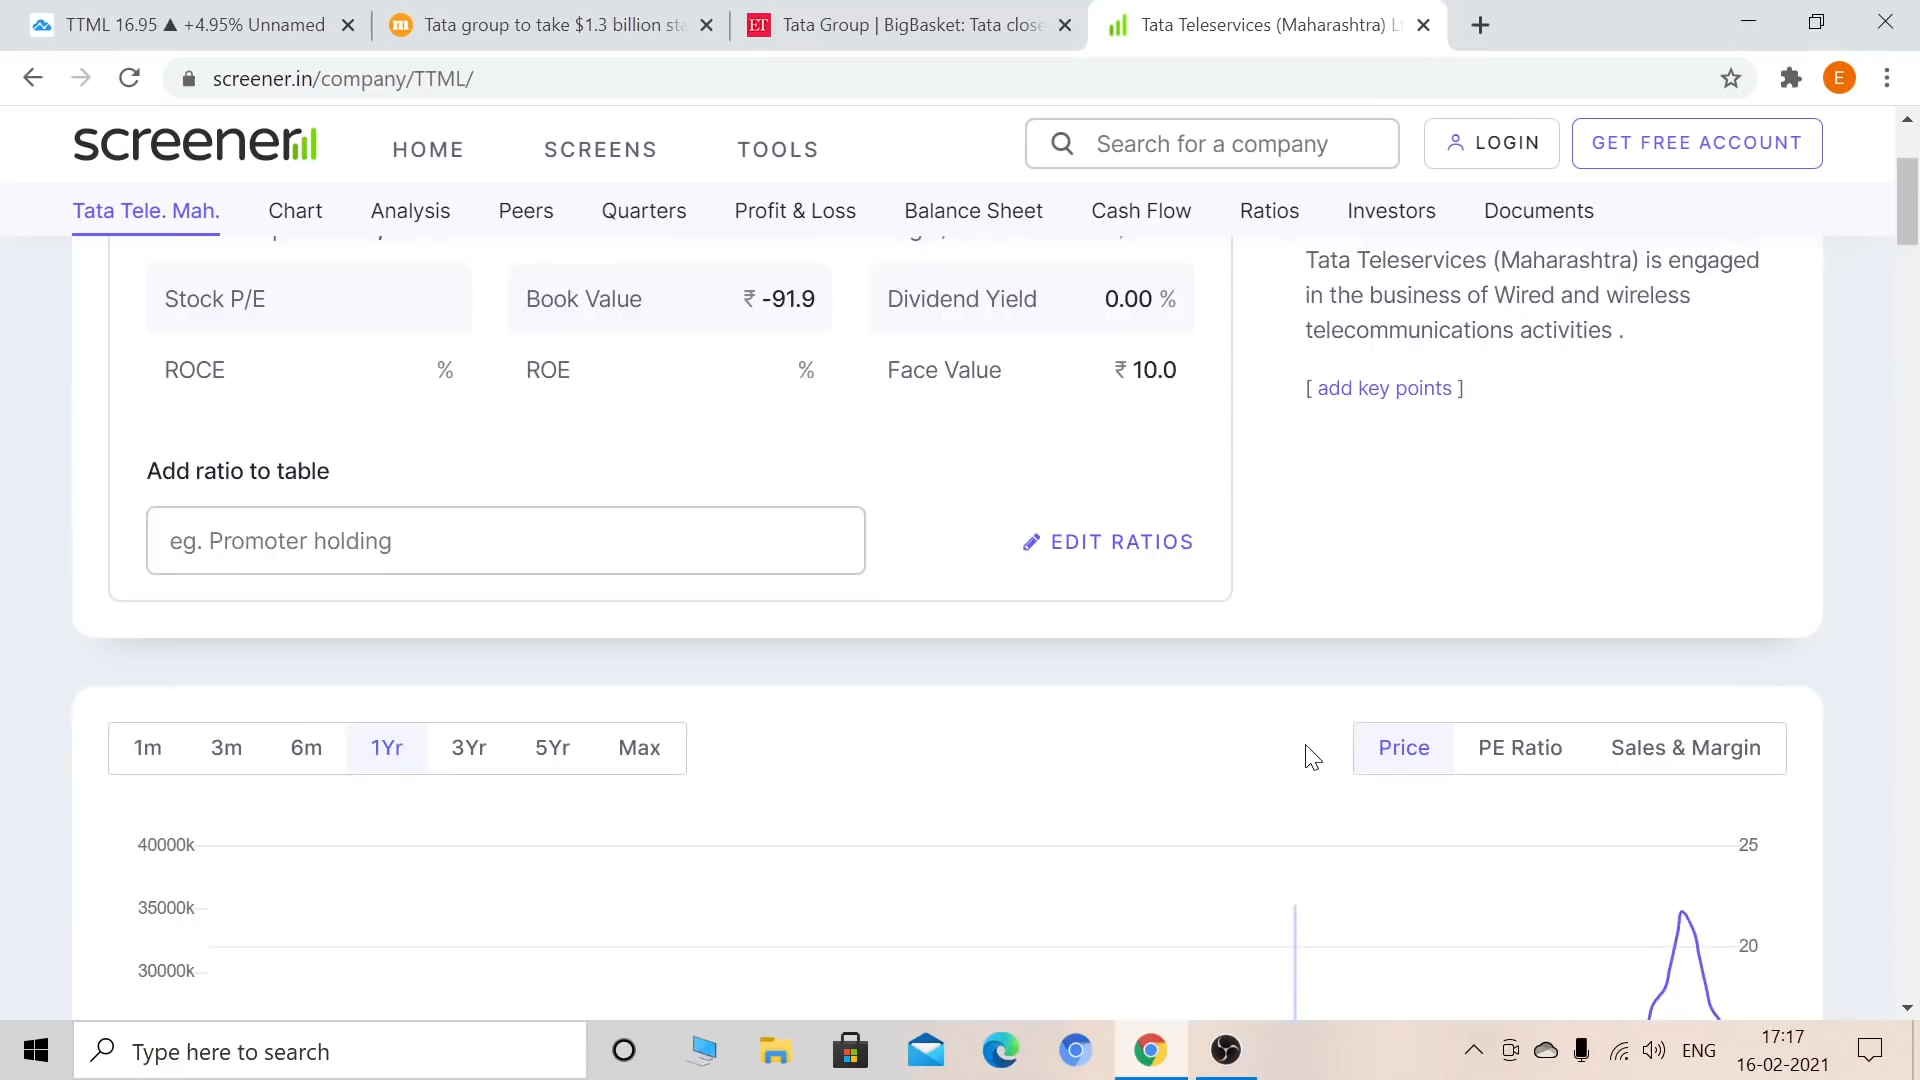 TTML 16.95 ▲ +4.95% Unnamed
Tata group to take $1.3 billion sta
ET Tata Group | BigBasket: Tata close
Tata Teleservices (Maharashtra) Lt
screener.in/company/TTML/
E
screener
HOME SCREENS TOOLS
Search for a company
LOGIN
GET FREE ACCOUNT
Tata Tele. Mah. Chart Analysis Peers Quarters Profit & Loss Balance Sheet Cash Flow Ratios Investors Documents
Stock P/E
Book Value ₹ -91.9
Dividend Yield 0.00 %
ROCE %
ROE %
Face Value ₹ 10.0
Add ratio to table
eg. Promoter holding
EDIT RATIOS
Tata Teleservices (Maharashtra) is engaged
in the business of Wired and wireless
telecommunications activities .
[ add key points ]
1m 3m 6m 1Yr 3Yr 5Yr Max
Price PE Ratio Sales & Margin
40000k 25
35000k
20
30000k
Type here to search
ENG
17:17
16-02-2021